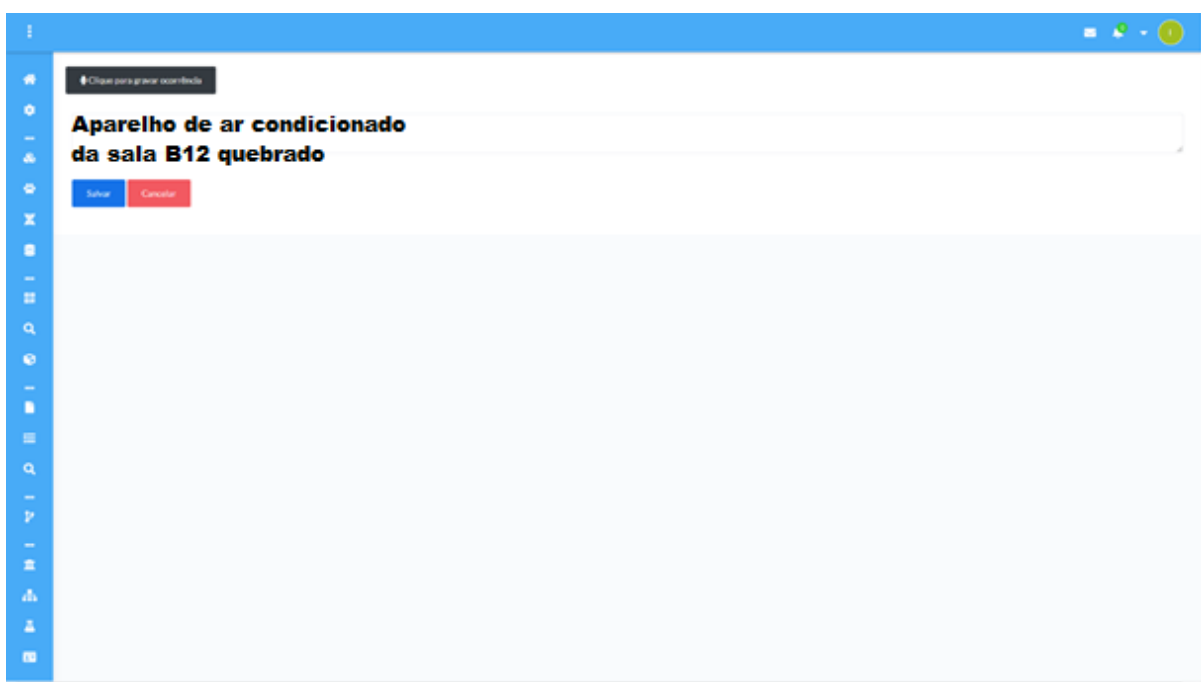 Clique para gravar ocorrência
Aparelho de ar condicionado
da sala B12 quebrado
Salvar
Cancelar